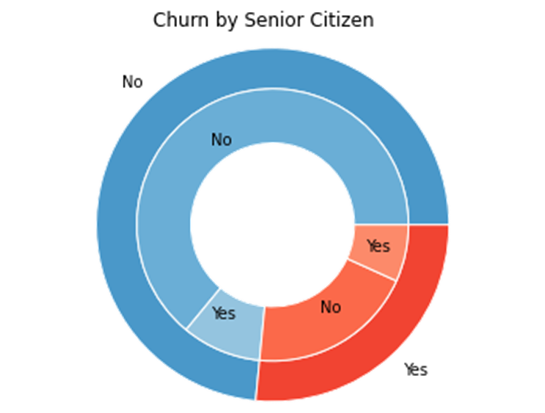 Churn by Senior Citizen
No
No
Yes
Yes
No
Yes